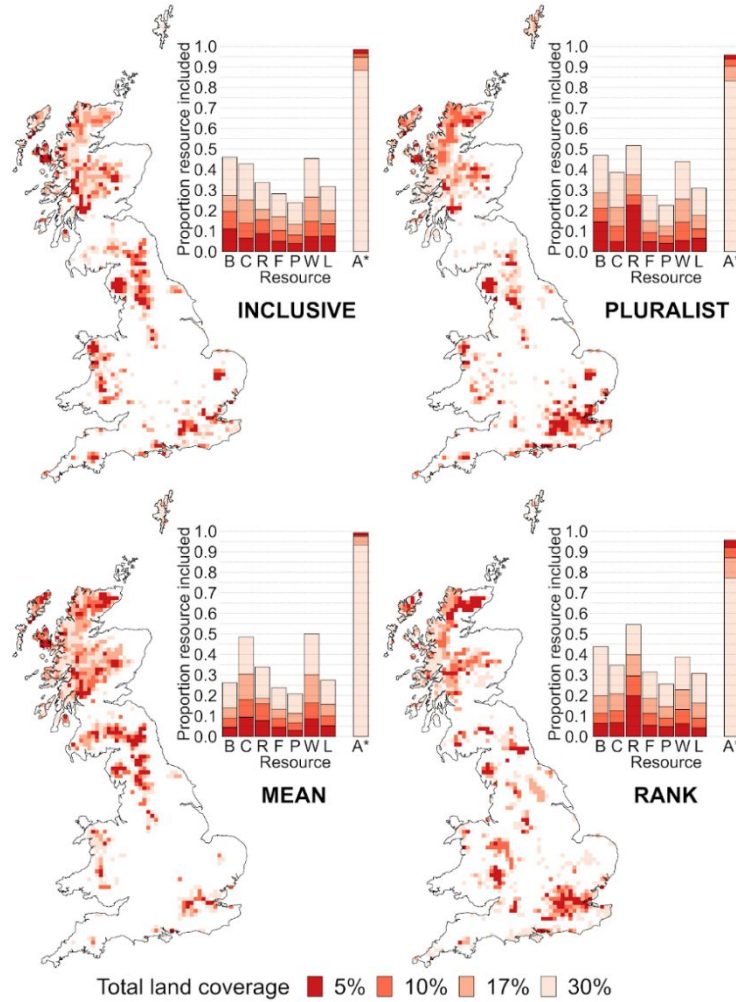 1.0
0.9
0.8
0.7
0.6
0.5
0.4
0.3
0.2
0.1
0.0
Proportion resource included
B C R F P W L A*
Resource
INCLUSIVE
1.0
0.9
0.8
0.7
0.6
0.5
0.4
0.3
0.2
0.1
0.0
Proportion resource included
B C R F P W L A*
Resource
PLURALIST
1.0
0.9
0.8
0.7
0.6
0.5
0.4
0.3
0.2
0.1
0.0
Proportion resource included
B C R F P W L A*
Resource
MEAN
1.0
0.9
0.8
0.7
0.6
0.5
0.4
0.3
0.2
0.1
0.0
Proportion resource included
B C R F P W L A*
Resource
RANK
Total land coverage 5% 10% 17% 30%